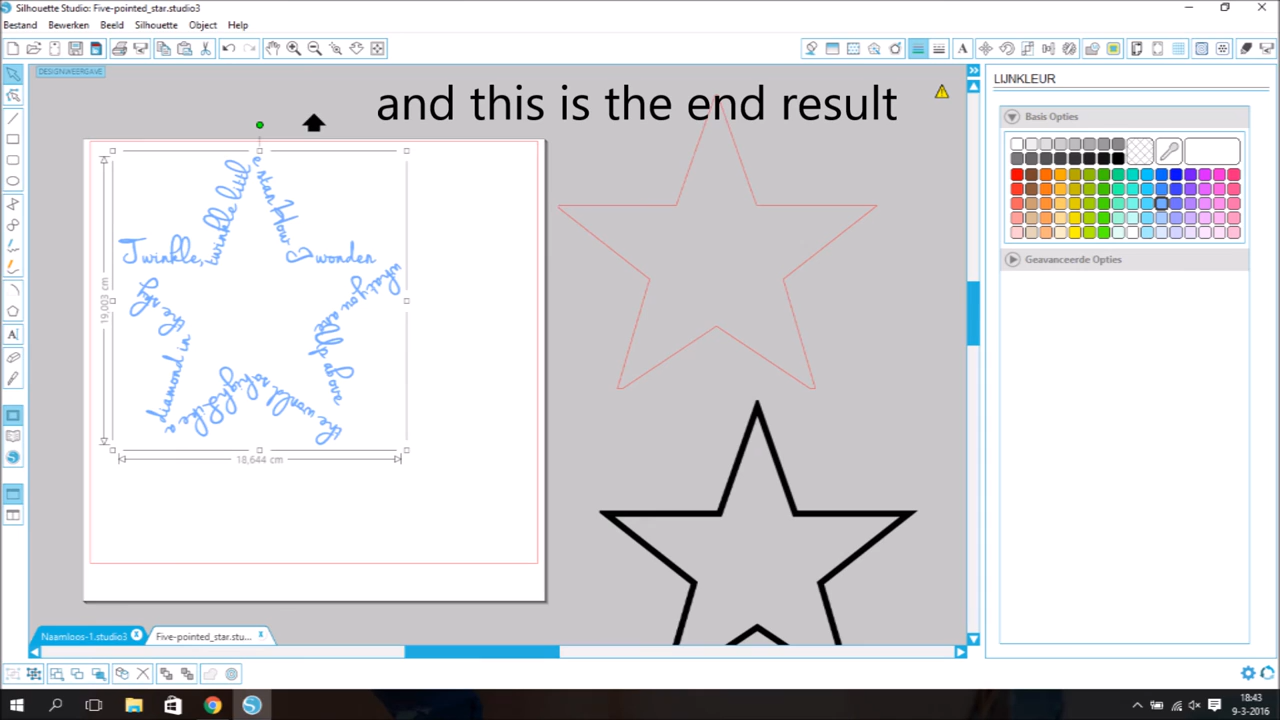 Silhouette Studio: Five-pointed_star.studio3
Bestand Bewerken Beeld Silhouette Object Help
DESIGNWEERGAVE
and this is the end result
LIJNKLEUR
Basis Opties
Geavanceerde Opties
Twinkle, twinkle little
star How I wonder
what you are Up above
the world so high Like a
diamond in
the sky
19,003 cm
18,644 cm
Naamloos-1.studio3
Five-pointed_star.stu...
18:43
9-3-2016